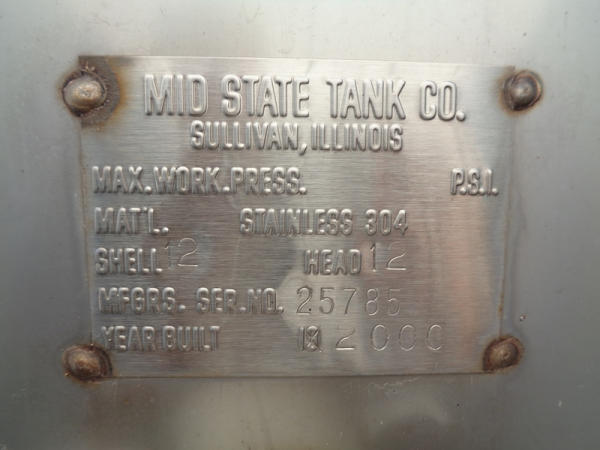 MID STATE TANK CO.
SULLIVAN, ILLINOIS
MAX. WORK. PRESS. P.S.I.
MAT'L. STAINLESS 304
SHELL 12 HEAD 12
MFGRS. SER. NO. 25785
YEAR BUILT 2000